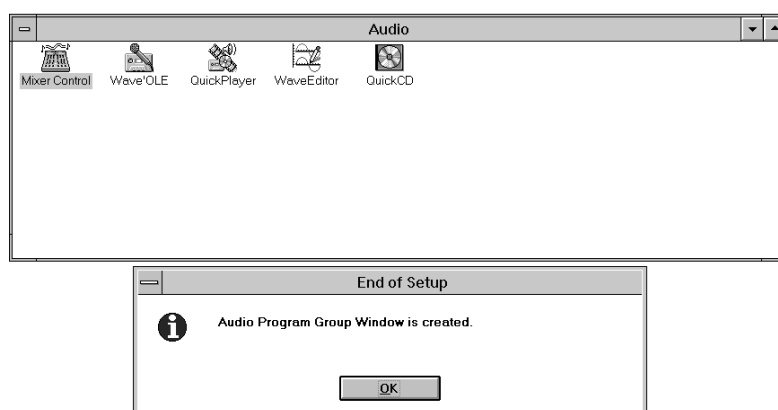 Audio
Mixer Control Wave'OLE QuickPlayer WaveEditor QuickCD
End of Setup
Audio Program Group Window is created.
OK